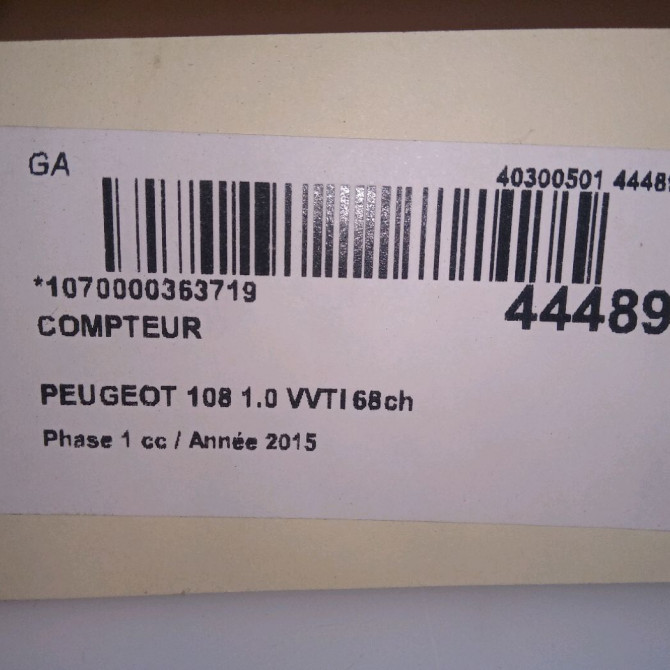 GA
40300501 4448
*1070000363719
44489
COMPTEUR
PEUGEOT 108 1.0 VVTI 68ch
Phase 1 cc / Année 2015